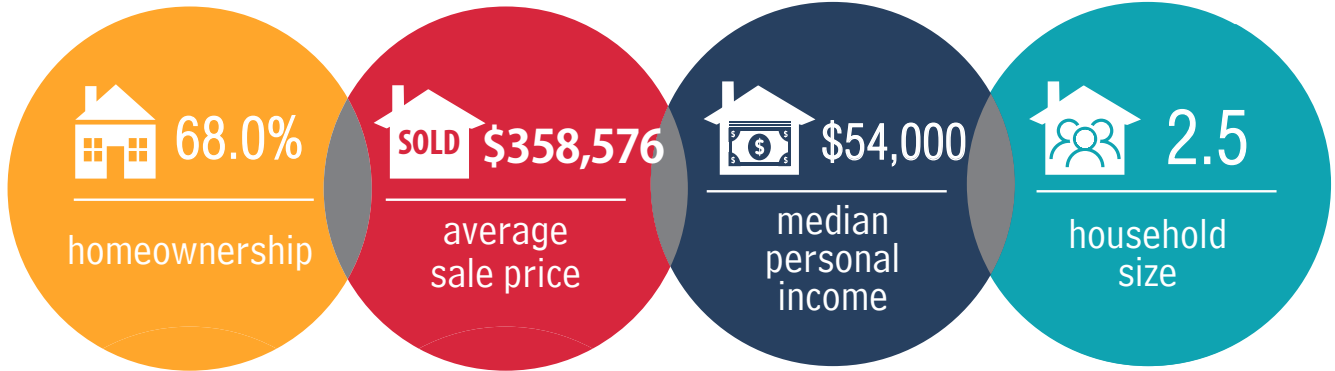 68.0%
homeownership
SOLD $358,576
average
sale price
$ $ $ $ $
$54,000
median
personal
income
2.5
household
size